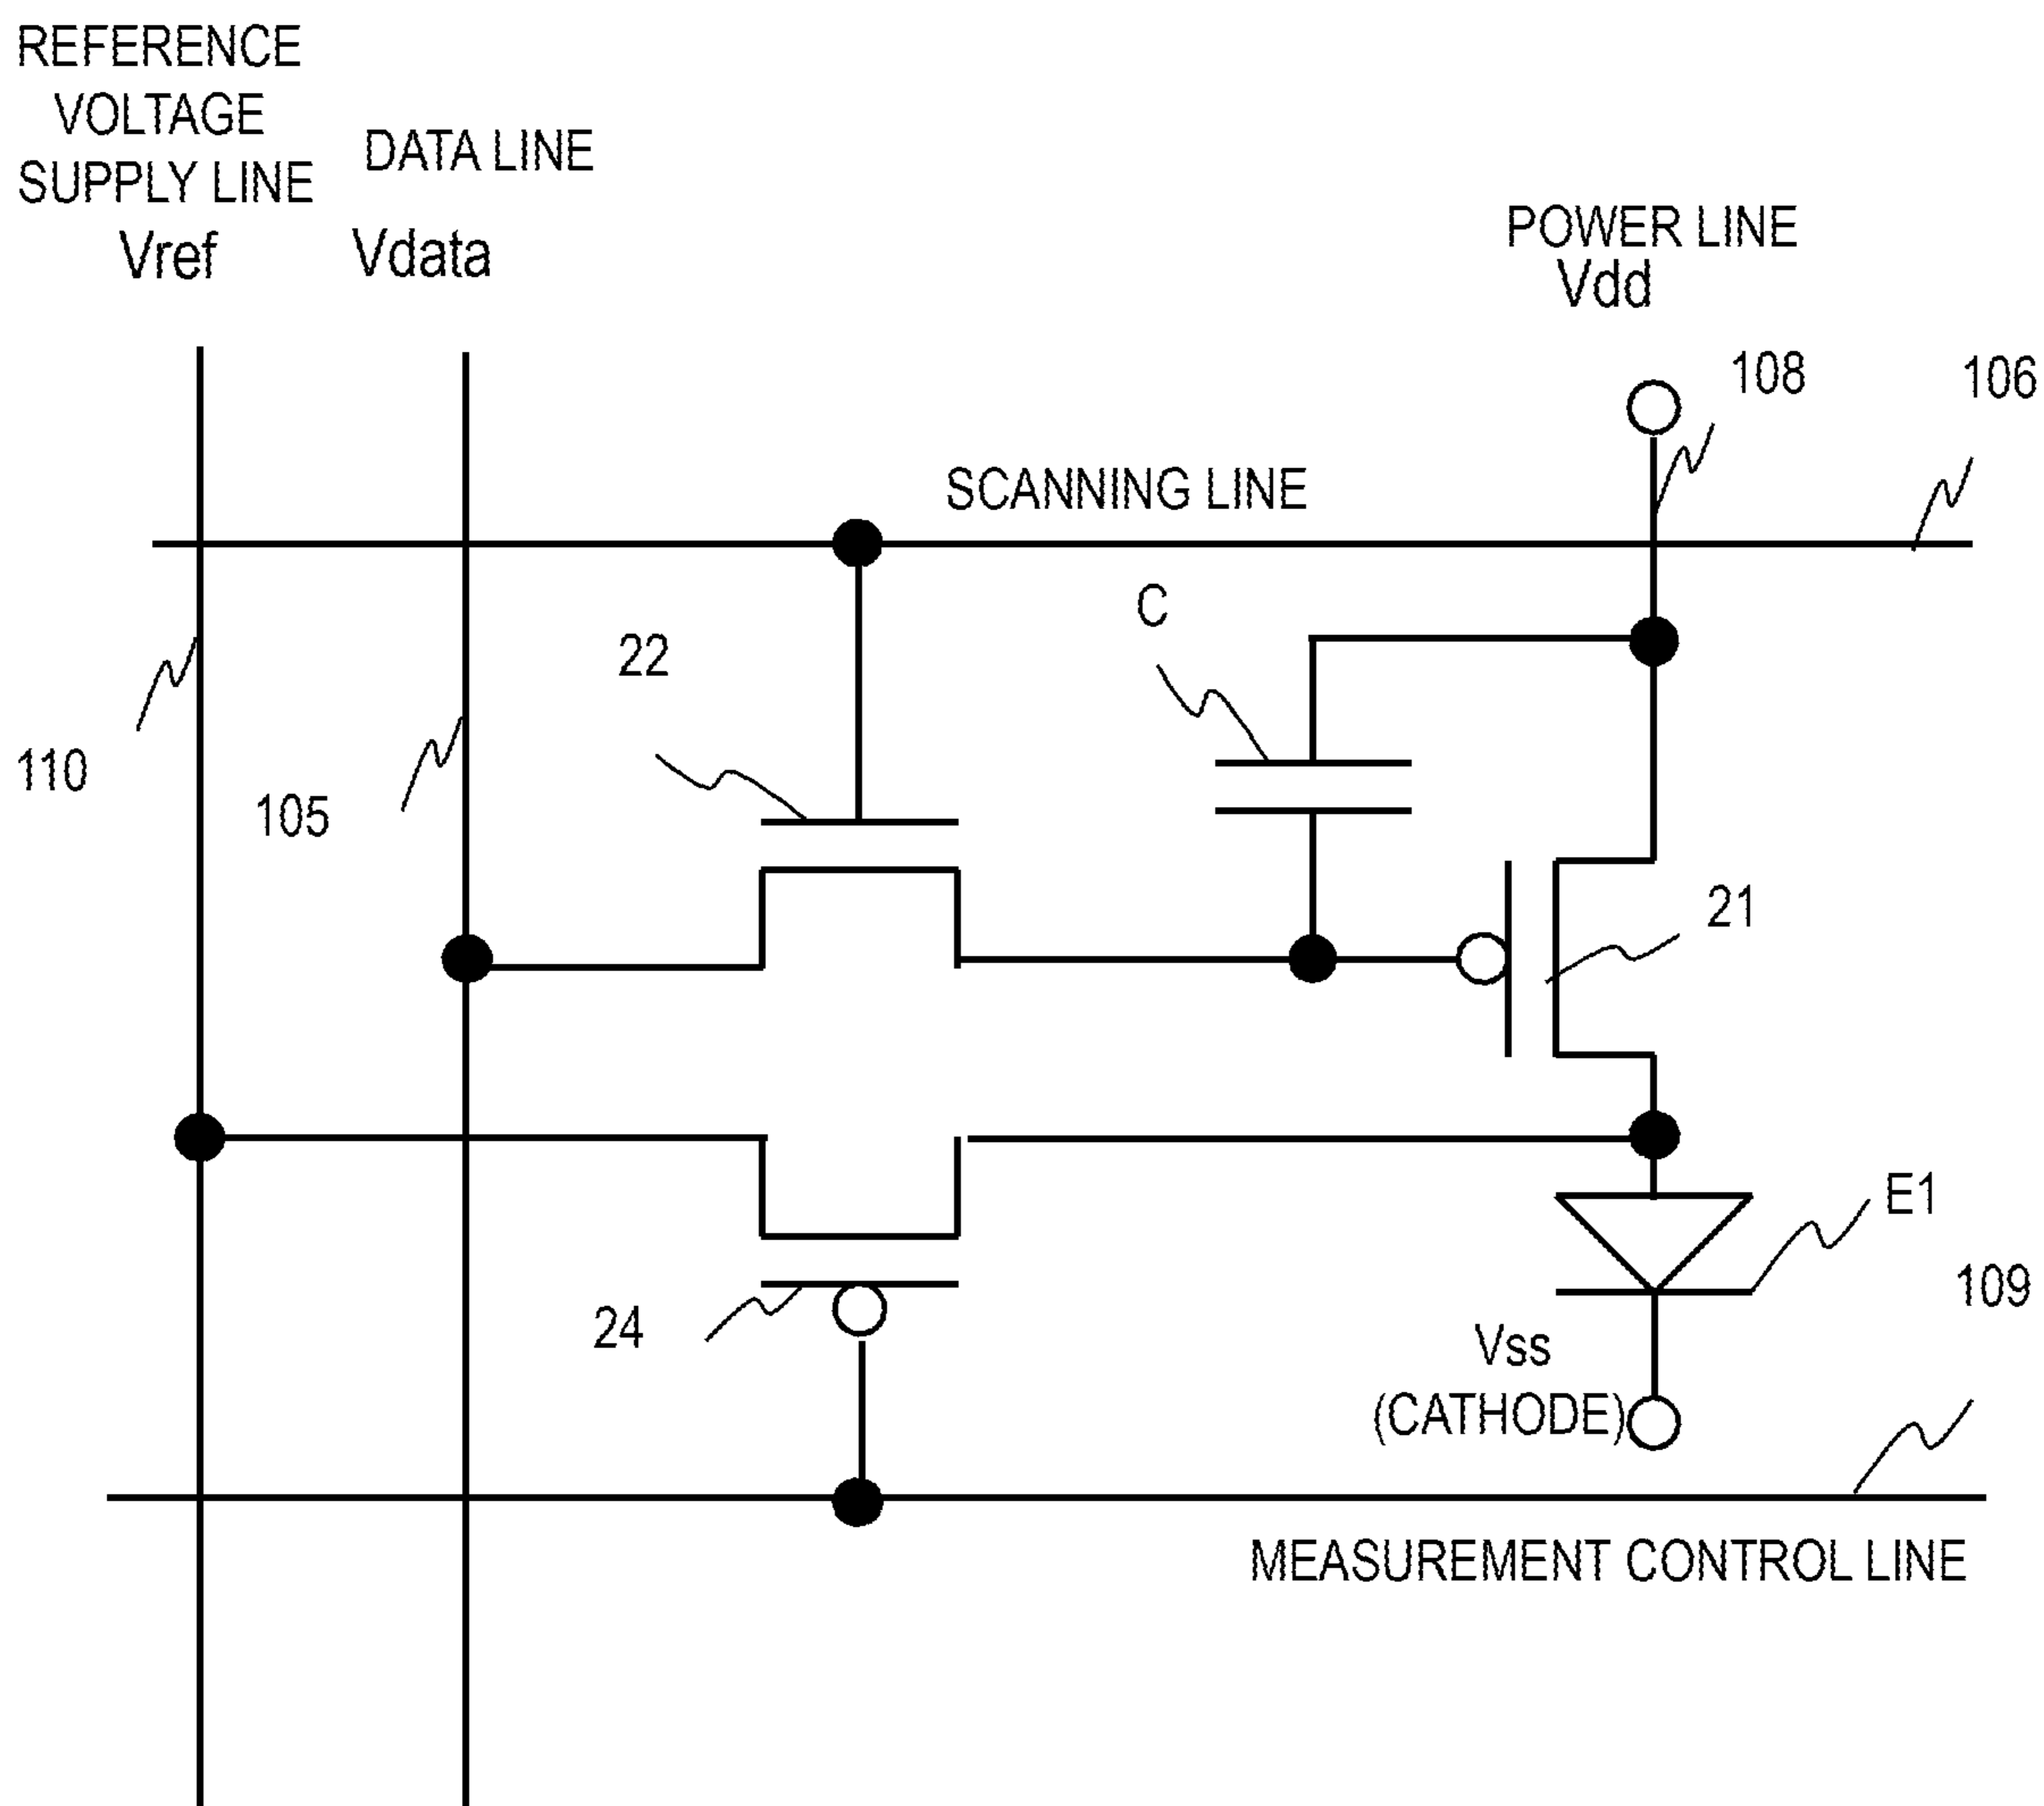 REFERENCE
VOLTAGE
SUPPLY LINE
Vref
DATA LINE
Vdata
POWER LINE
Vdd
108
106
SCANNING LINE
C
22
110
105
21
E1
109
24
Vss
(CATHODE)
MEASUREMENT CONTROL LINE